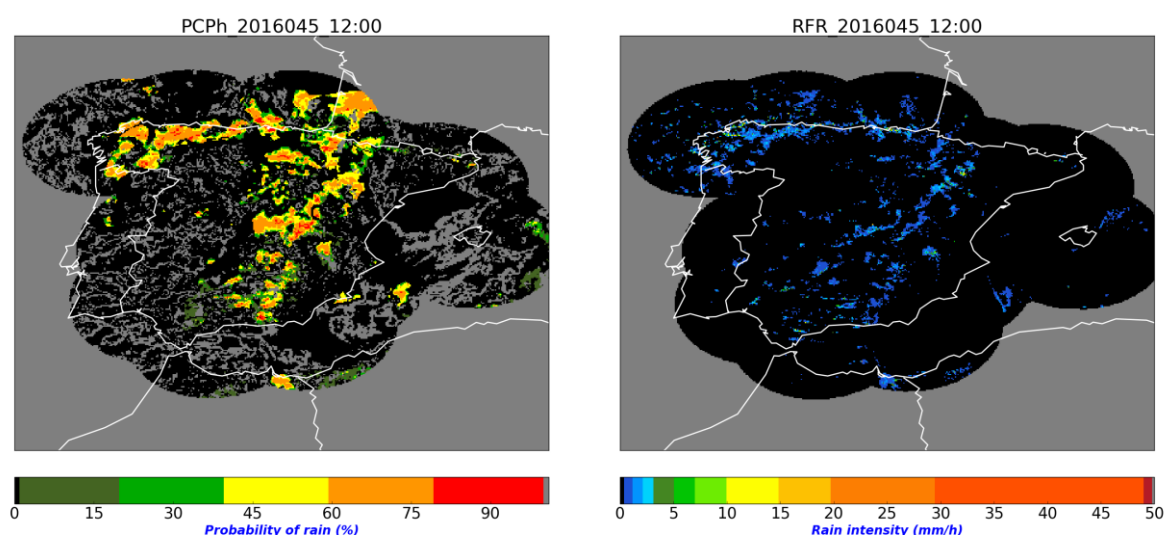 PCPh_2016045_12:00
RFR_2016045_12:00
15 30 45 60 75 90
Probability of rain (%)
0 5 10 15 20 25 30 35 40 45 50
Rain intensity (mm/h)